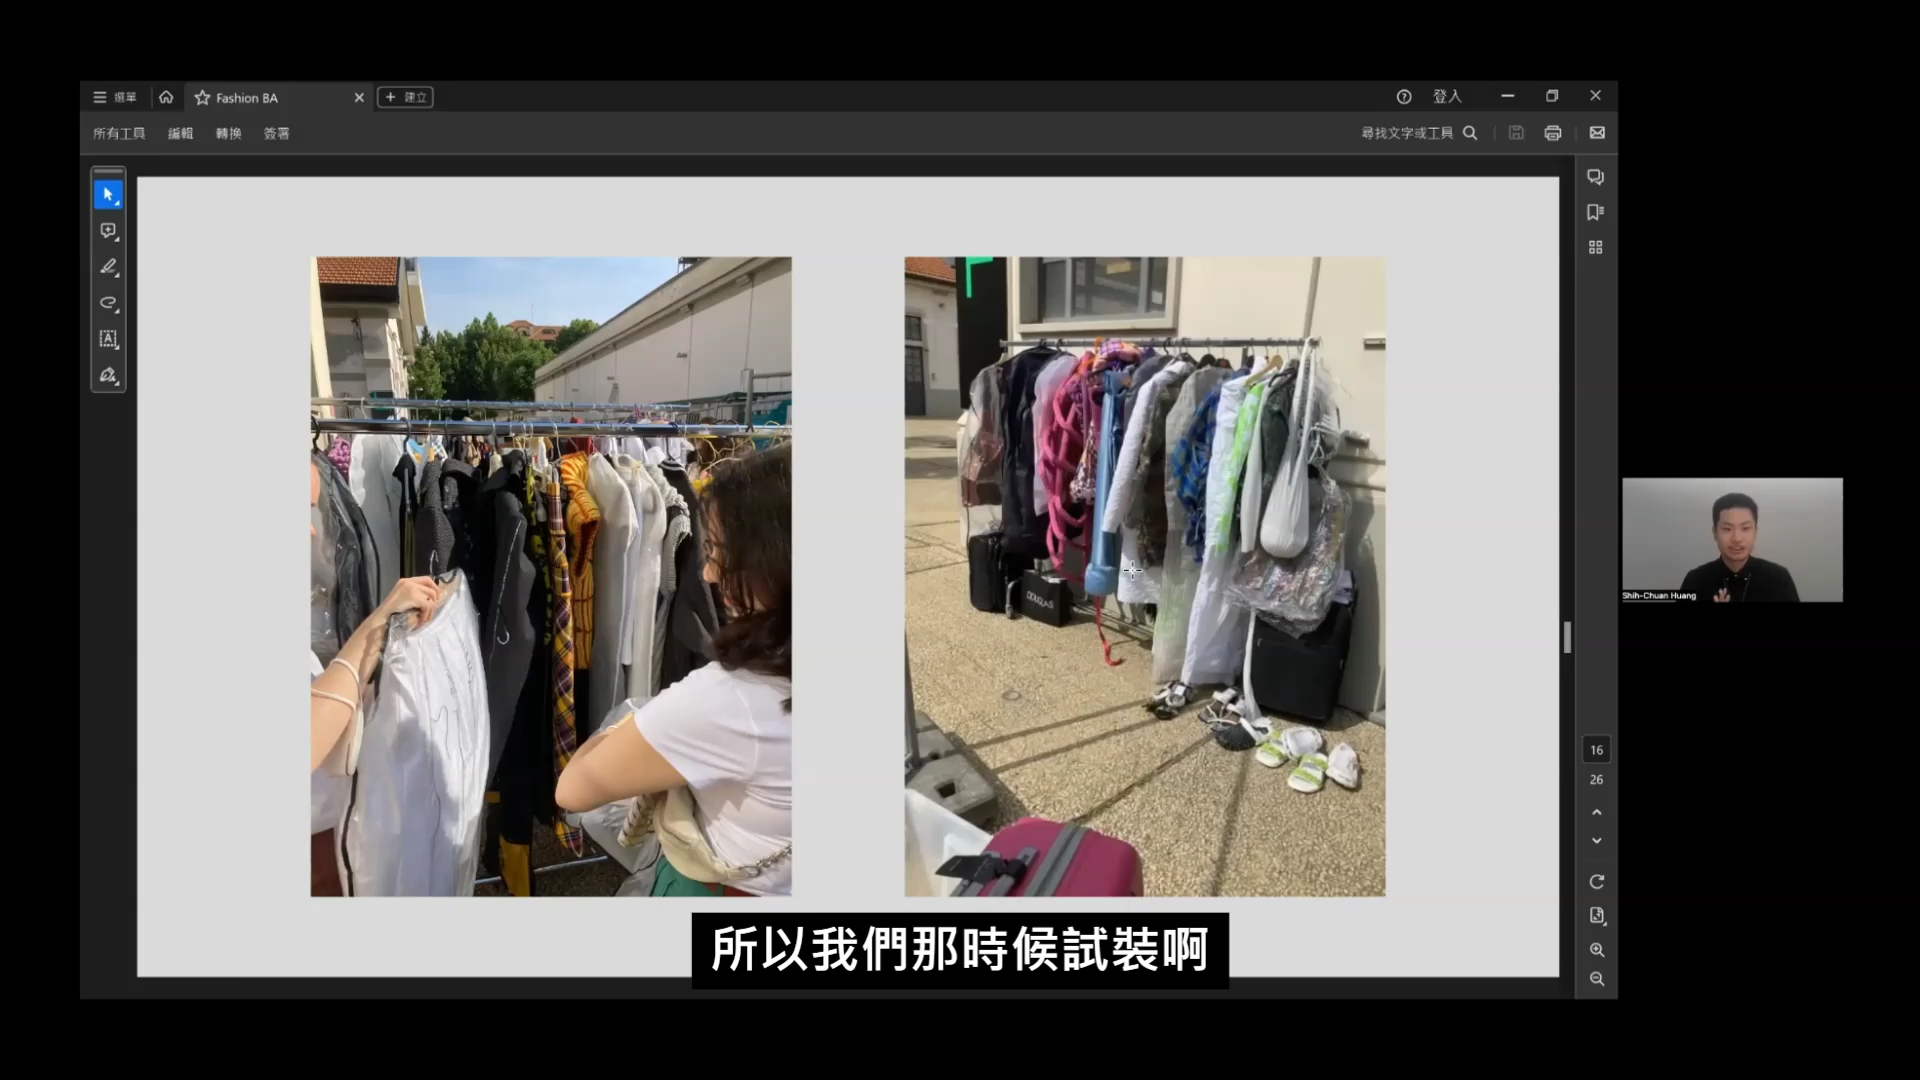 選單
Fashion BA
建立
登入
所有工具 編輯 轉換 簽署
尋找文字或工具
DOUGLAS
Shih-Chuan Huang
16
26
所以我們那時候試裝啊